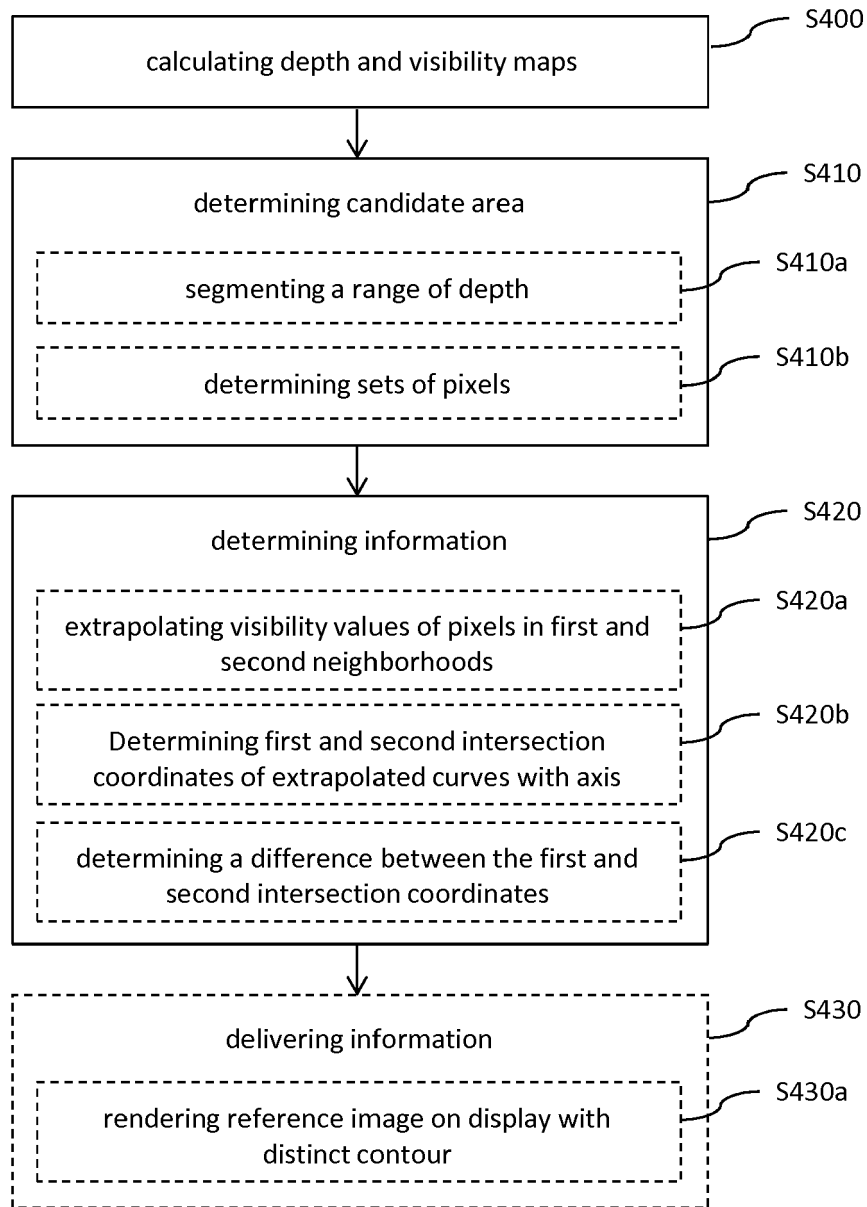 S400
calculating depth and visibility maps
S410
determining candidate area
S410a
segmenting a range of depth
S410b
determining sets of pixels
S420
determining information
S420a
extrapolating visibility values of pixels in first and
second neighborhoods
S420b
Determining first and second intersection
coordinates of extrapolated curves with axis
S420c
determining a difference between the first and
second intersection coordinates
S430
delivering information
S430a
rendering reference image on display with
distinct contour